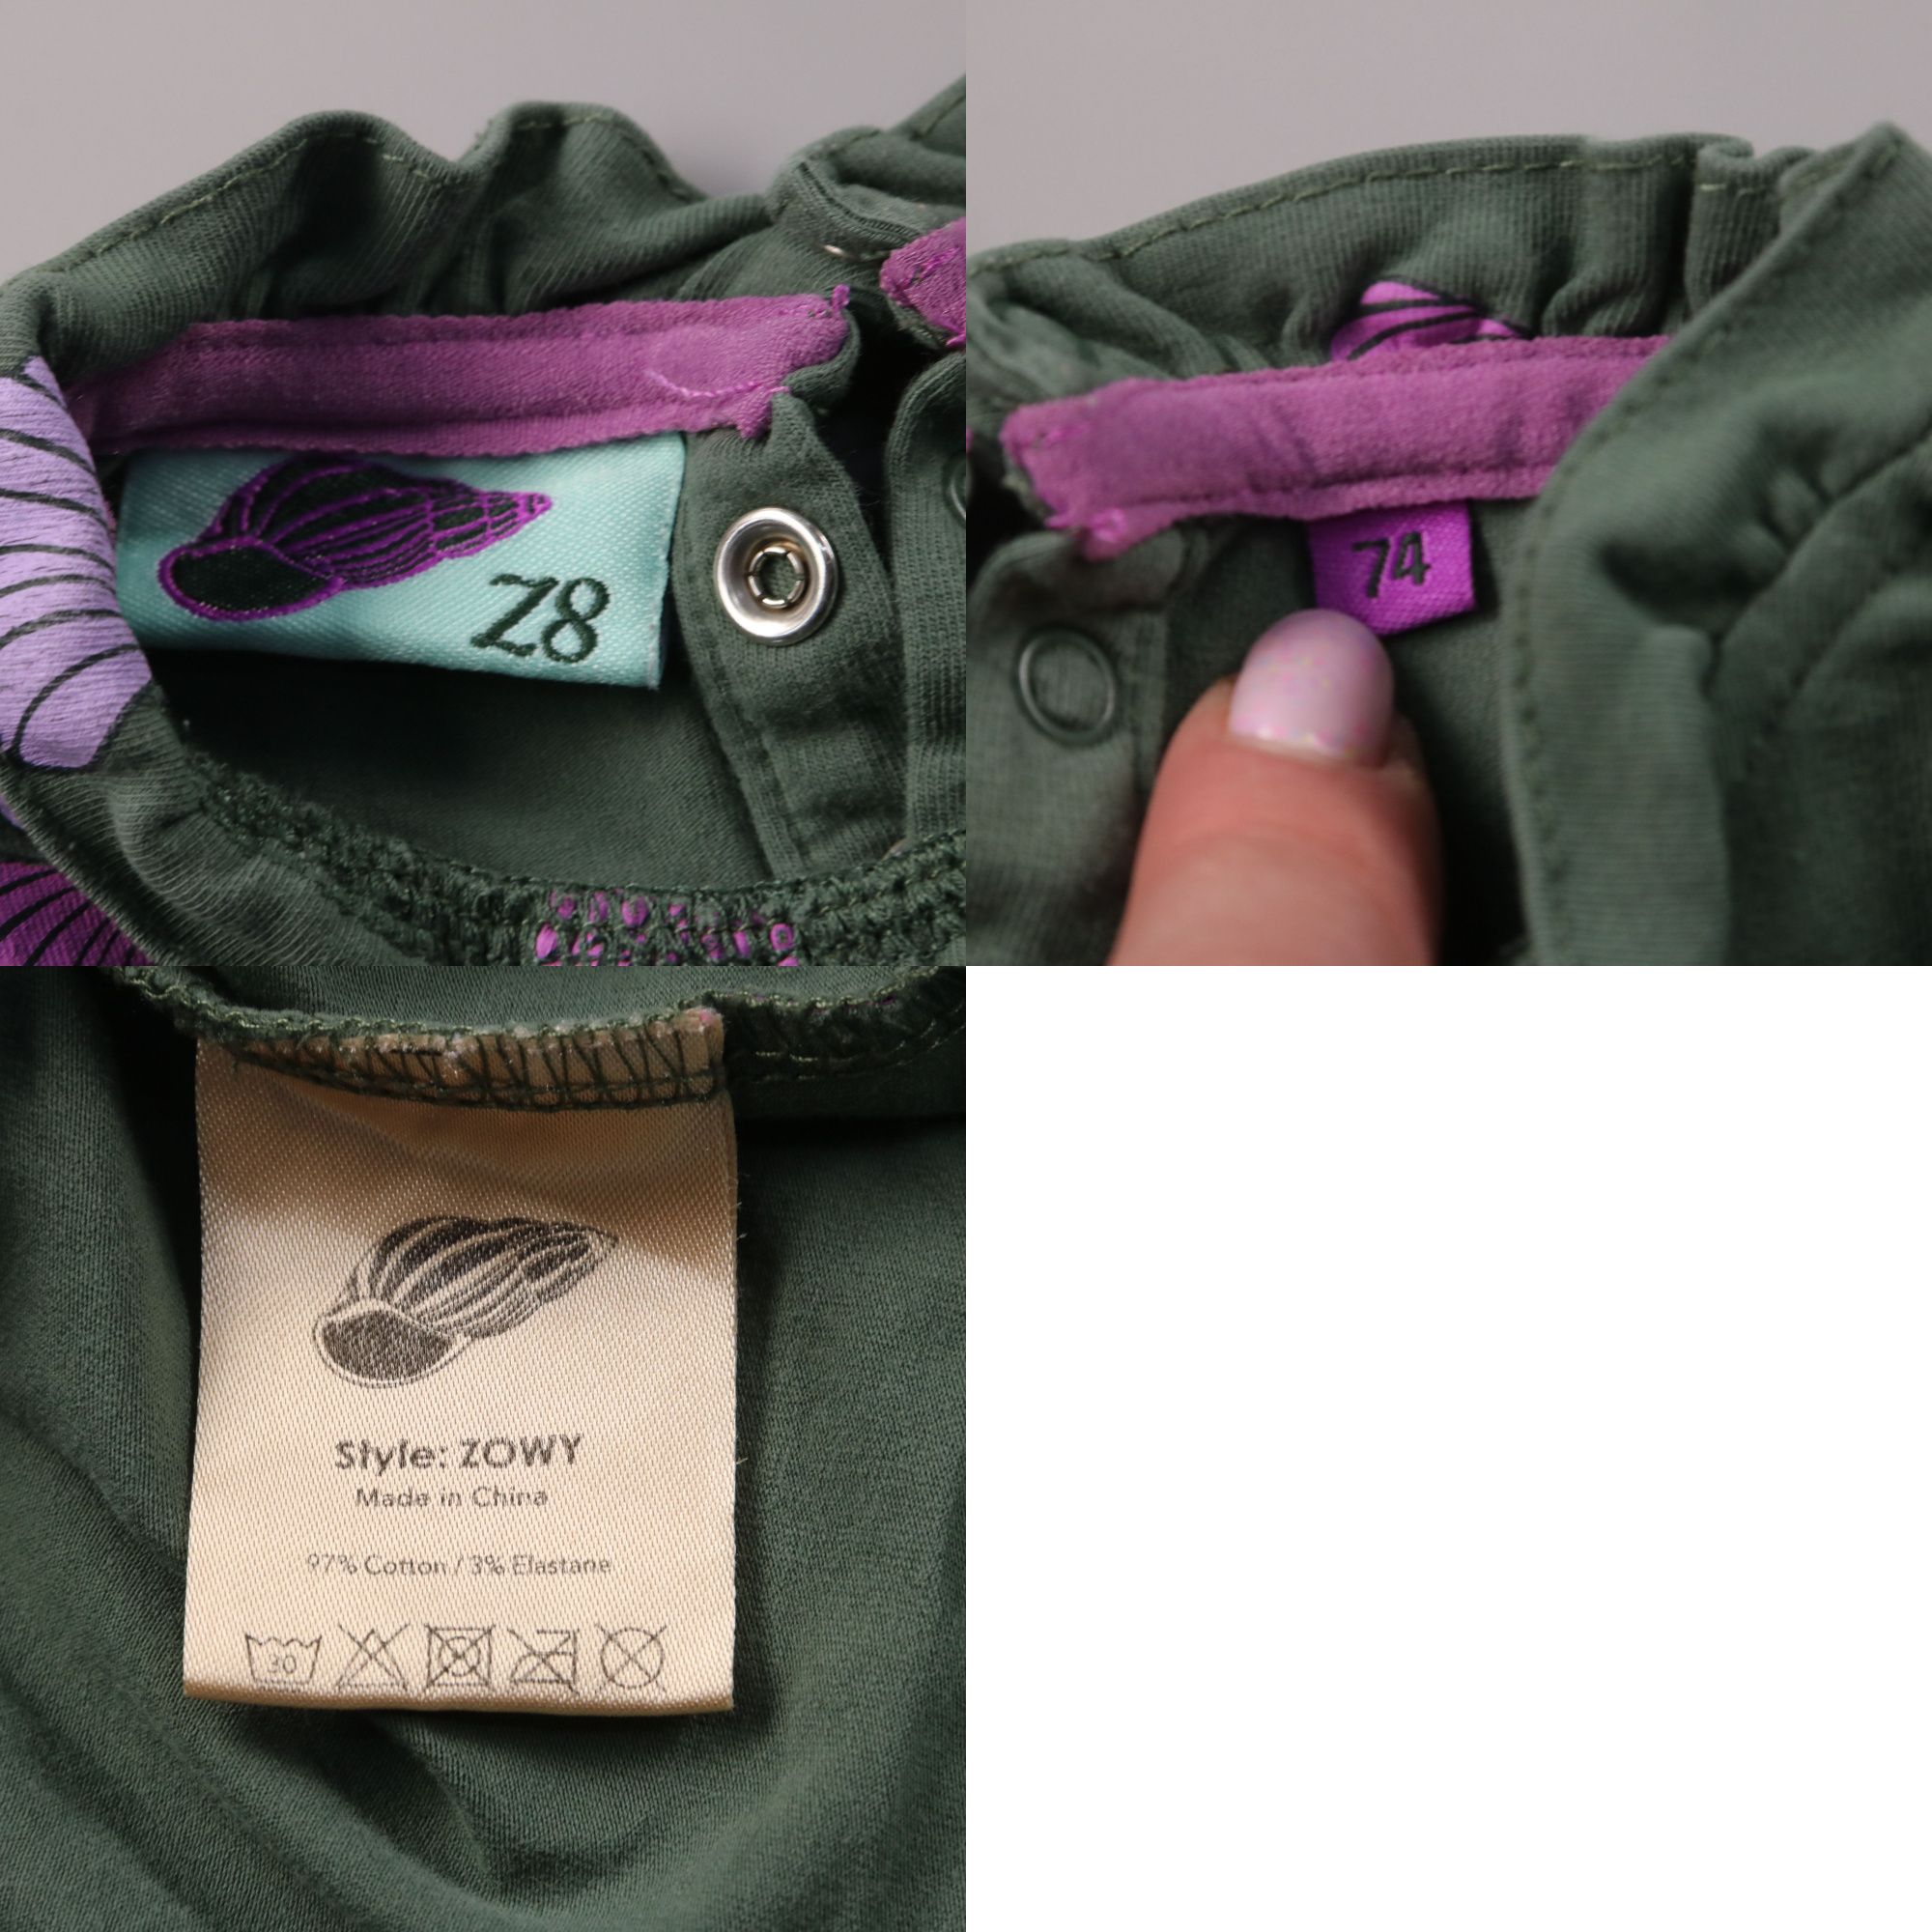 Z8
74
Style: ZOWY
Made in China
97% Cotton / 3% Elastane
30